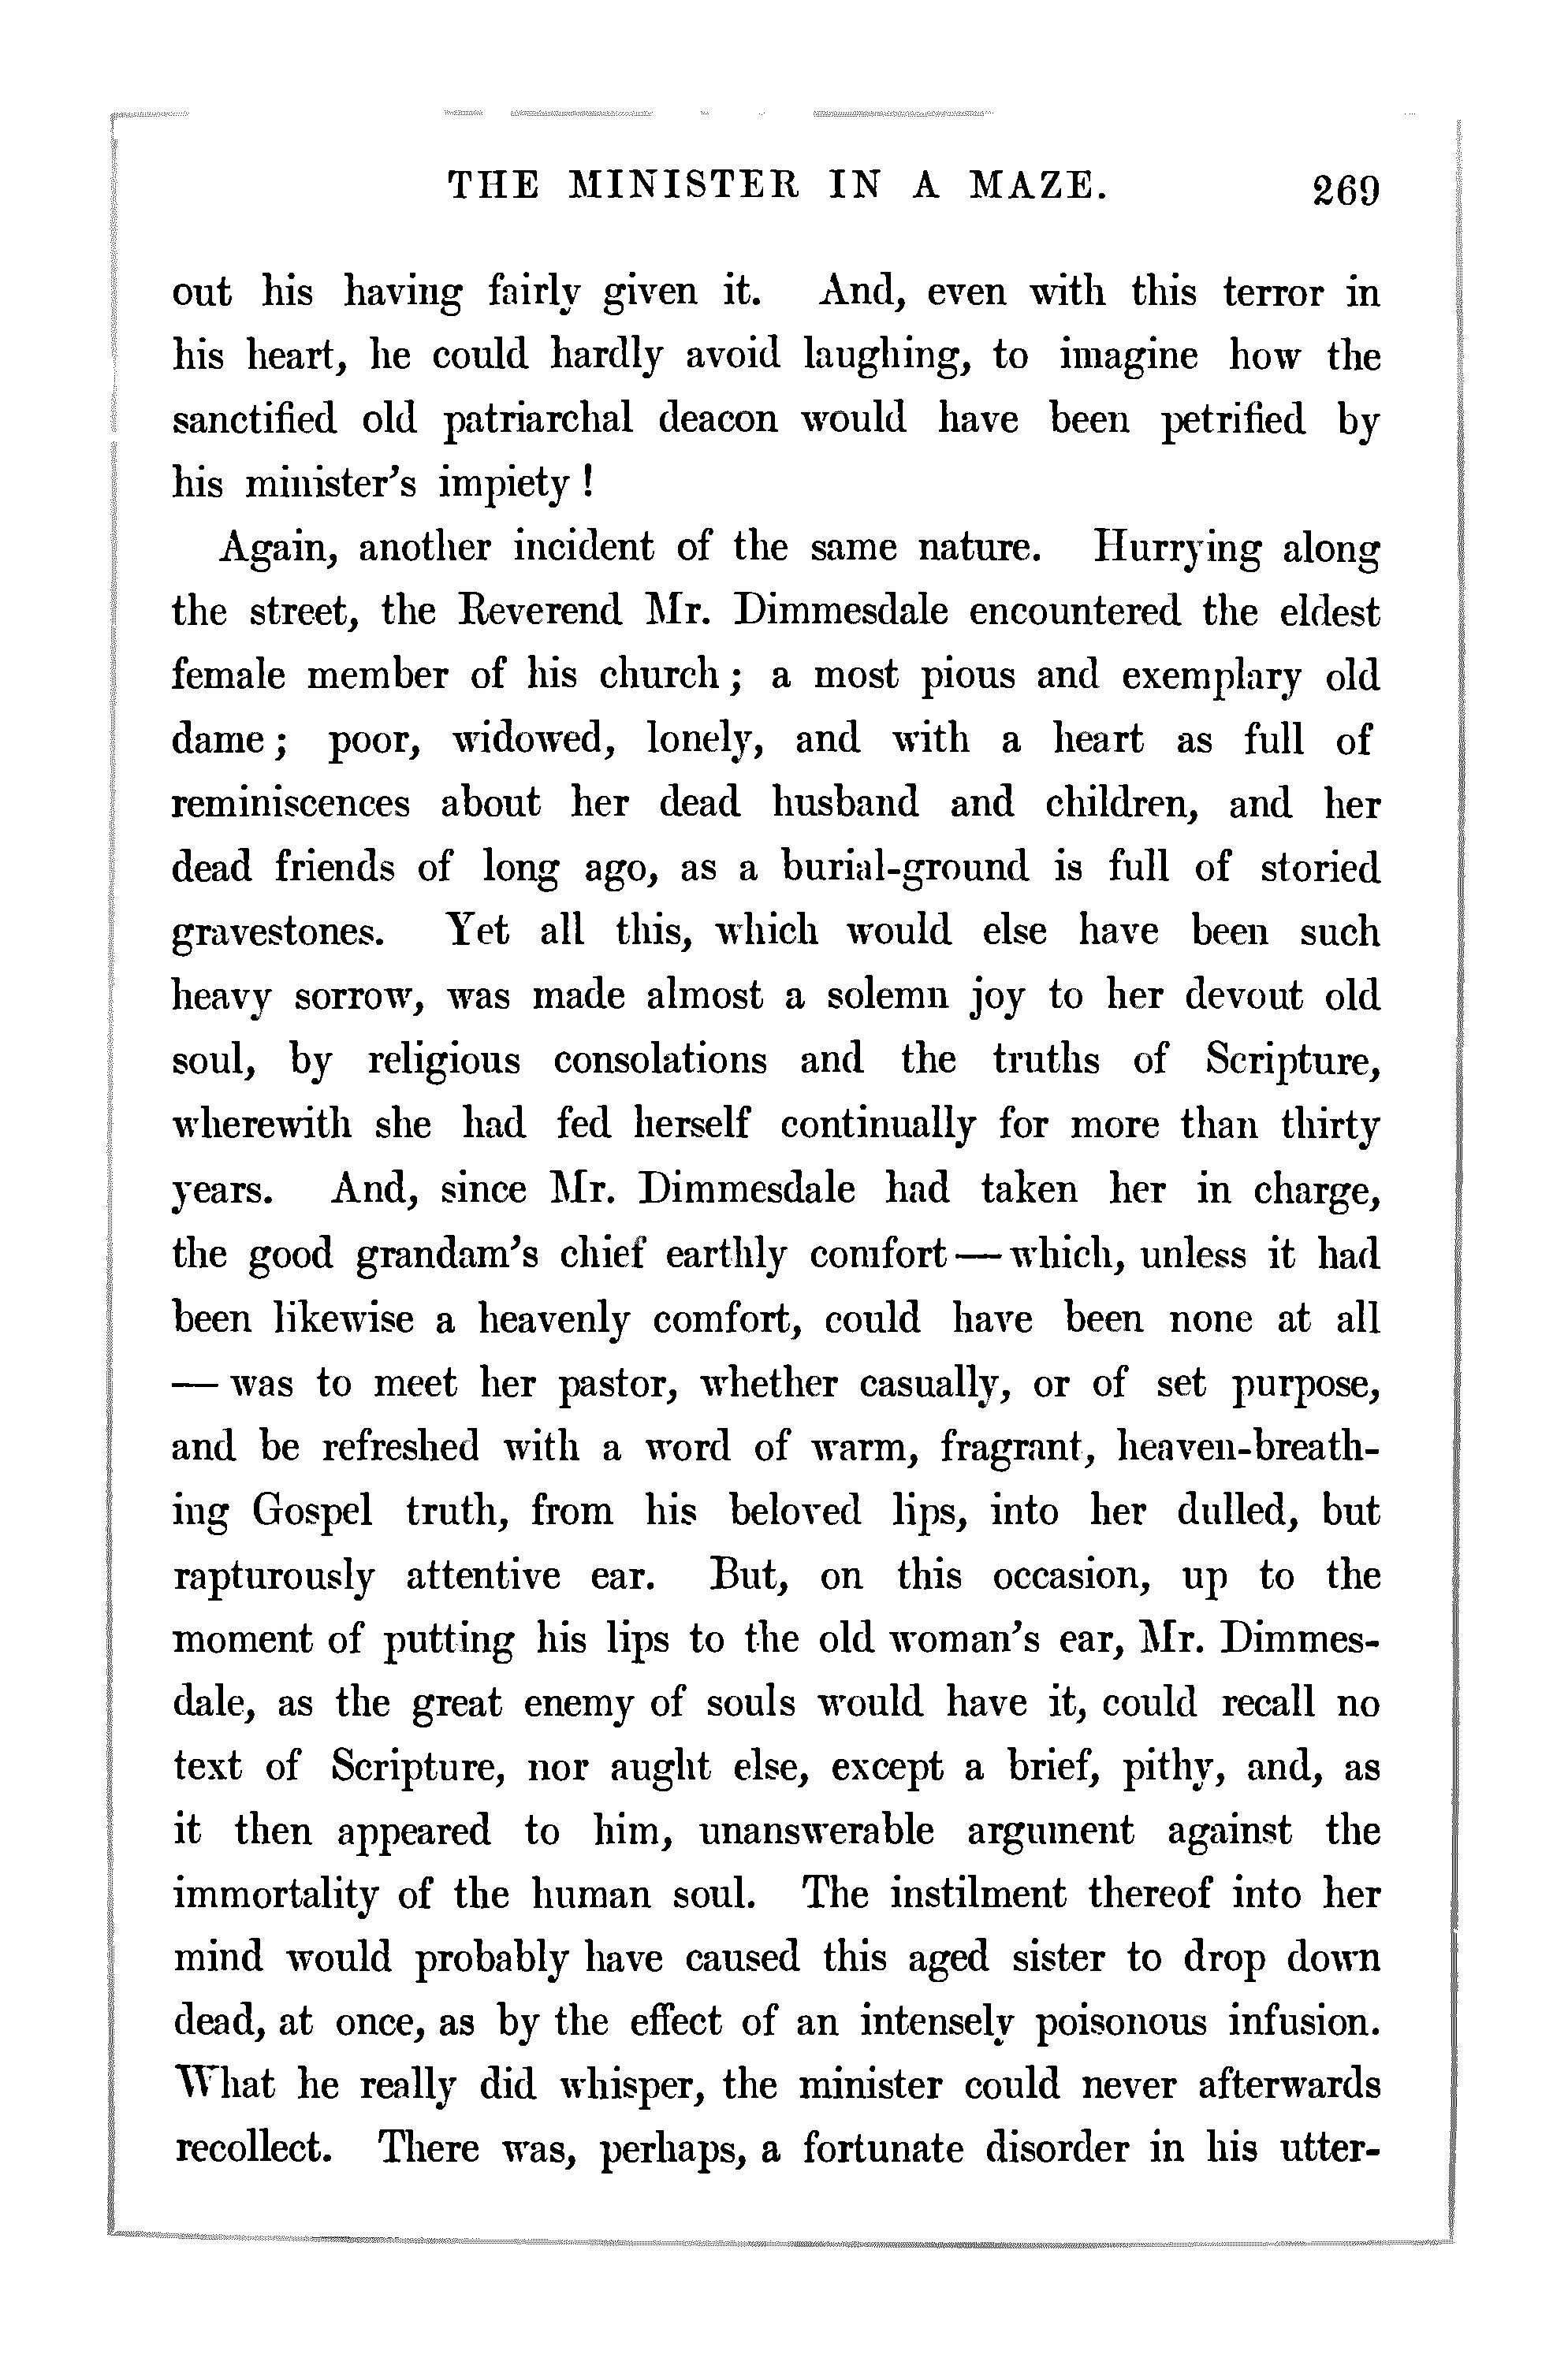 THE MINISTER IN A MAZE. 269
out his having fairly given it. And, even with this terror in
his heart, he could hardly avoid laughing, to imagine how the
sanctified old patriarchal deacon would have been petrified by
his minister's impiety!
Again, another incident of the same nature. Hurrying along
the street, the Reverend Mr. Dimmesdale encountered the eldest
female member of his church; a most pious and exemplary old
dame; poor, widowed, lonely, and with a heart as full of
reminiscences about her dead husband and children, and her
dead friends of long ago, as a burial-ground is full of storied
gravestones. Yet all this, which would else have been such
heavy sorrow, was made almost a solemn joy to her devout old
soul, by religious consolations and the truths of Scripture,
wherewith she had fed herself continually for more than thirty
years. And, since Mr. Dimmesdale had taken her in charge,
the good grandam's chief earthly comfort—which, unless it had
been likewise a heavenly comfort, could have been none at all
— was to meet her pastor, whether casually, or of set purpose,
and be refreshed with a word of warm, fragrant, heaven-breath-
ing Gospel truth, from his beloved lips, into her dulled, but
rapturously attentive ear. But, on this occasion, up to the
moment of putting his lips to the old woman's ear, Mr. Dimmes-
dale, as the great enemy of souls would have it, could recall no
text of Scripture, nor aught else, except a brief, pithy, and, as
it then appeared to him, unanswerable argument against the
immortality of the human soul. The instilment thereof into her
mind would probably have caused this aged sister to drop down
dead, at once, as by the effect of an intensely poisonous infusion.
What he really did whisper, the minister could never afterwards
recollect. There was, perhaps, a fortunate disorder in his utter-